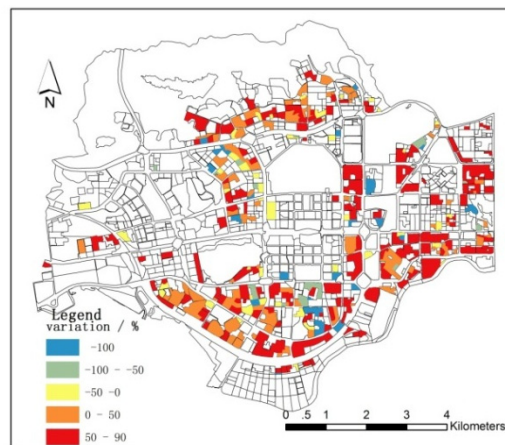 N
Legend
variation / %
-100
-100 - -50
-50 -0
0 - 50
50 - 90
0 .5 1 2 3 4
Kilometers